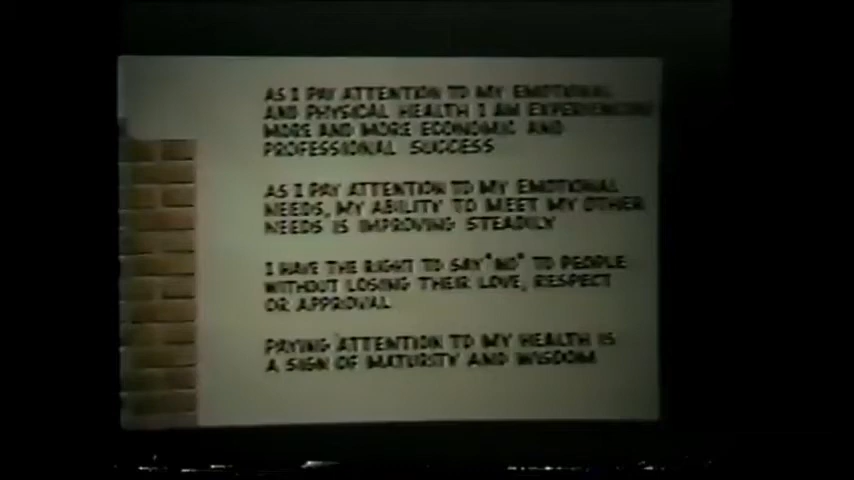 AS I PAY ATTENTION TO MY EMOTIONAL
AND PHYSICAL HEALTH I AM EXPERIENCING
MORE AND MORE ECONOMIC AND
PROFESSIONAL SUCCESS
AS I PAY ATTENTION TO MY EMOTIONAL
NEEDS, MY ABILITY TO MEET MY OTHER
NEEDS IS IMPROVING STEADILY
I HAVE THE RIGHT TO SAY "NO" TO PEOPLE
WITHOUT LOSING THEIR LOVE, RESPECT
OR APPROVAL
PAYING ATTENTION TO MY HEALTH IS
A SIGN OF MATURITY AND WISDOM